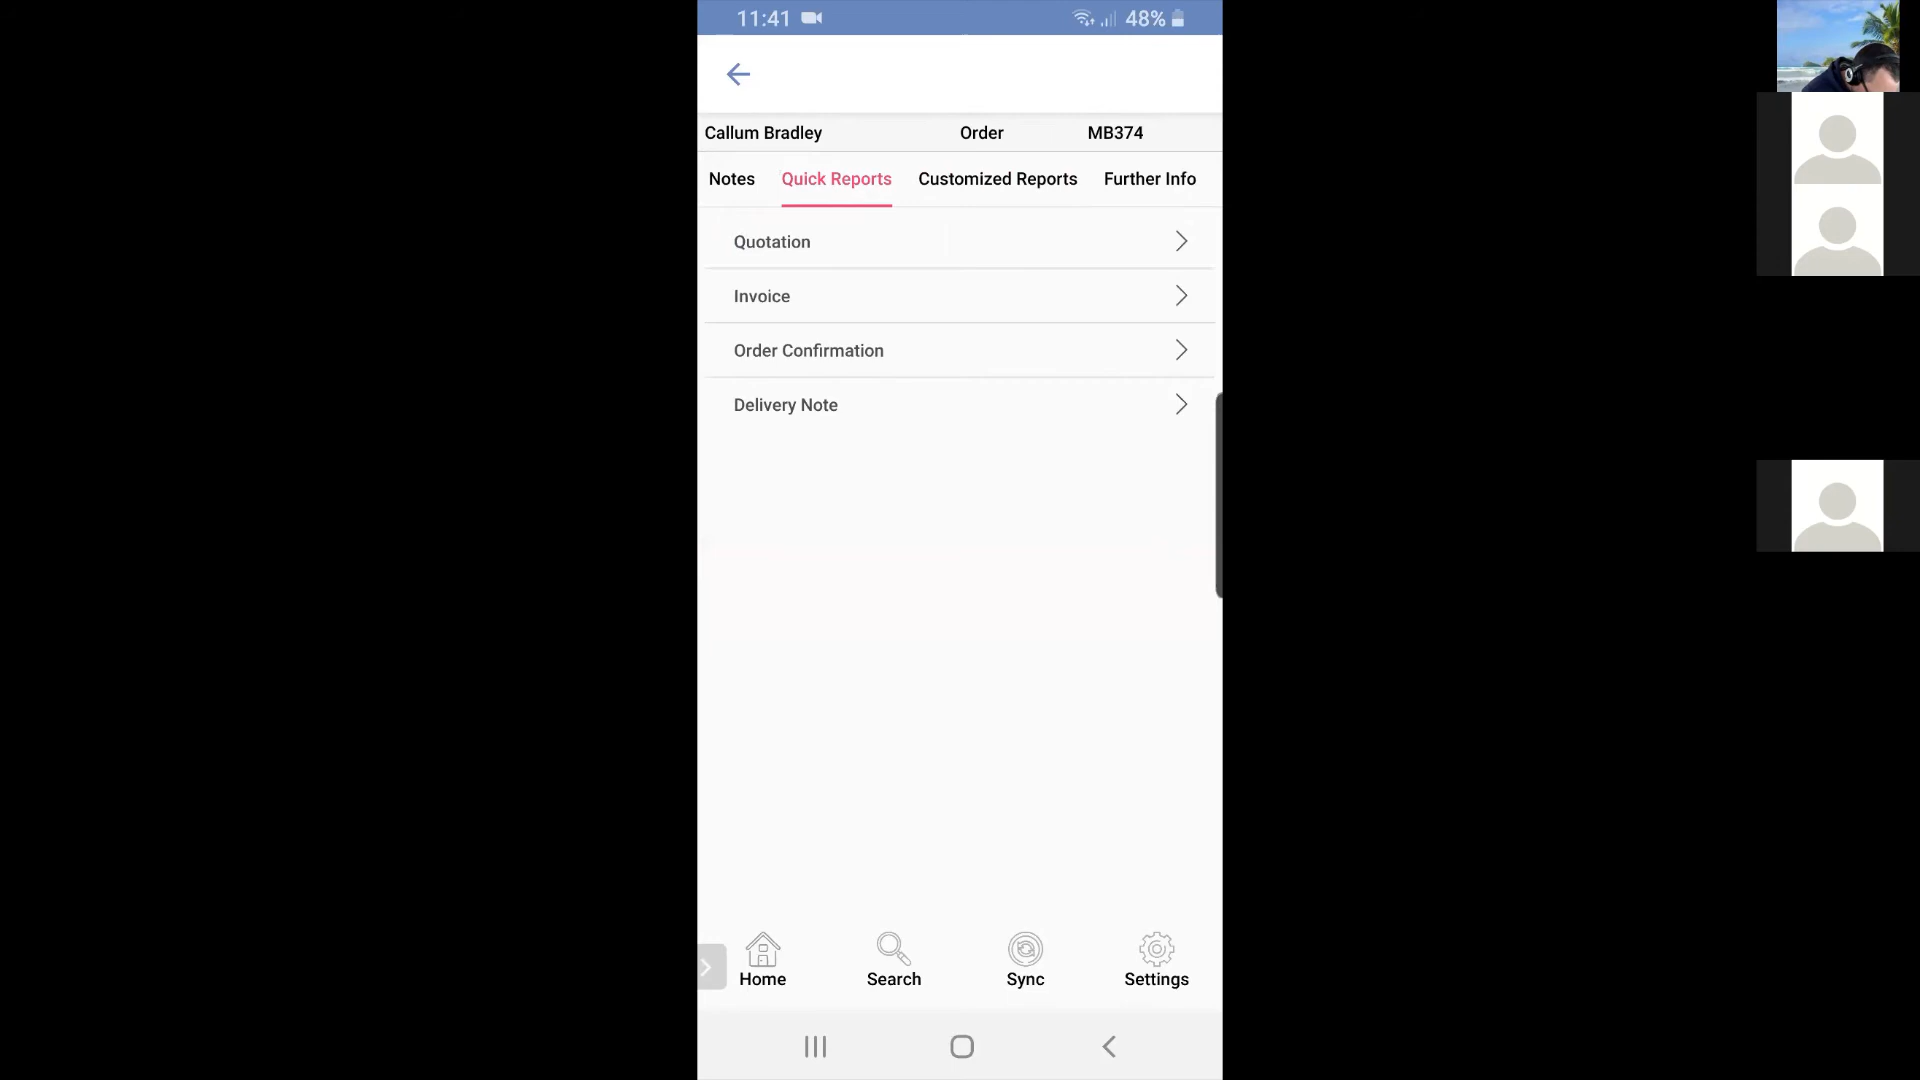 11:41 48%
Callum Bradley Order MB374
Notes Quick Reports Customized Reports Further Info
Quotation
Invoice
Order Confirmation
Delivery Note
Home Search Sync Settings